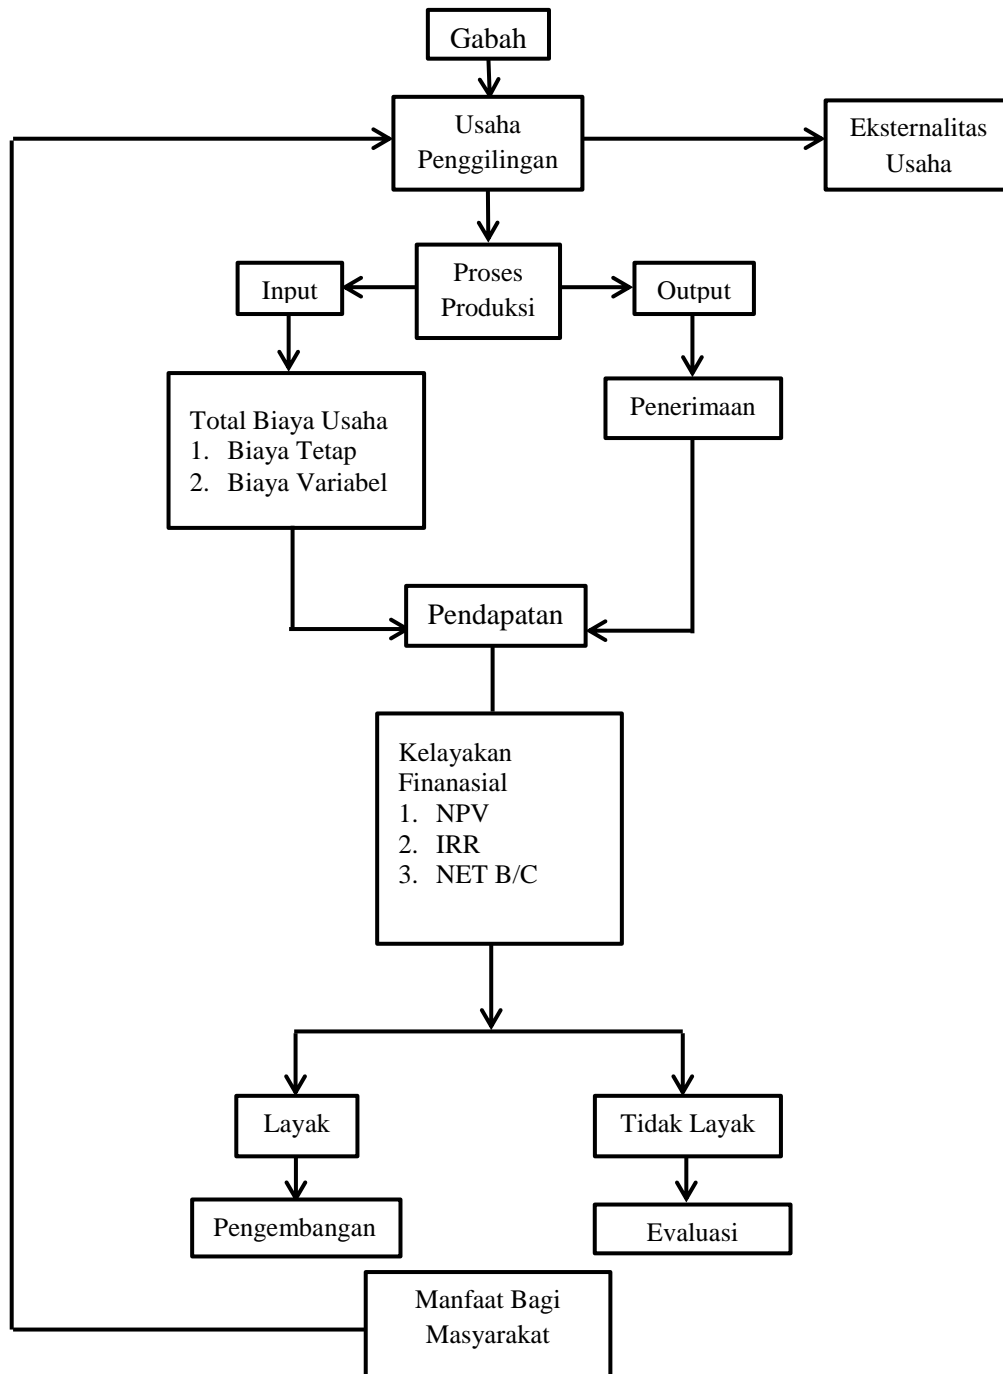 Gabah
Usaha
Penggilingan
Eksternalitas
Usaha
Proses
Produksi
Input
Output
Total Biaya Usaha
1. Biaya Tetap
2. Biaya Variabel
Penerimaan
Pendapatan
Kelayakan
Finanasial
1. NPV
2. IRR
3. NET B/C
Layak
Tidak Layak
Pengembangan
Evaluasi
Manfaat Bagi
Masyarakat